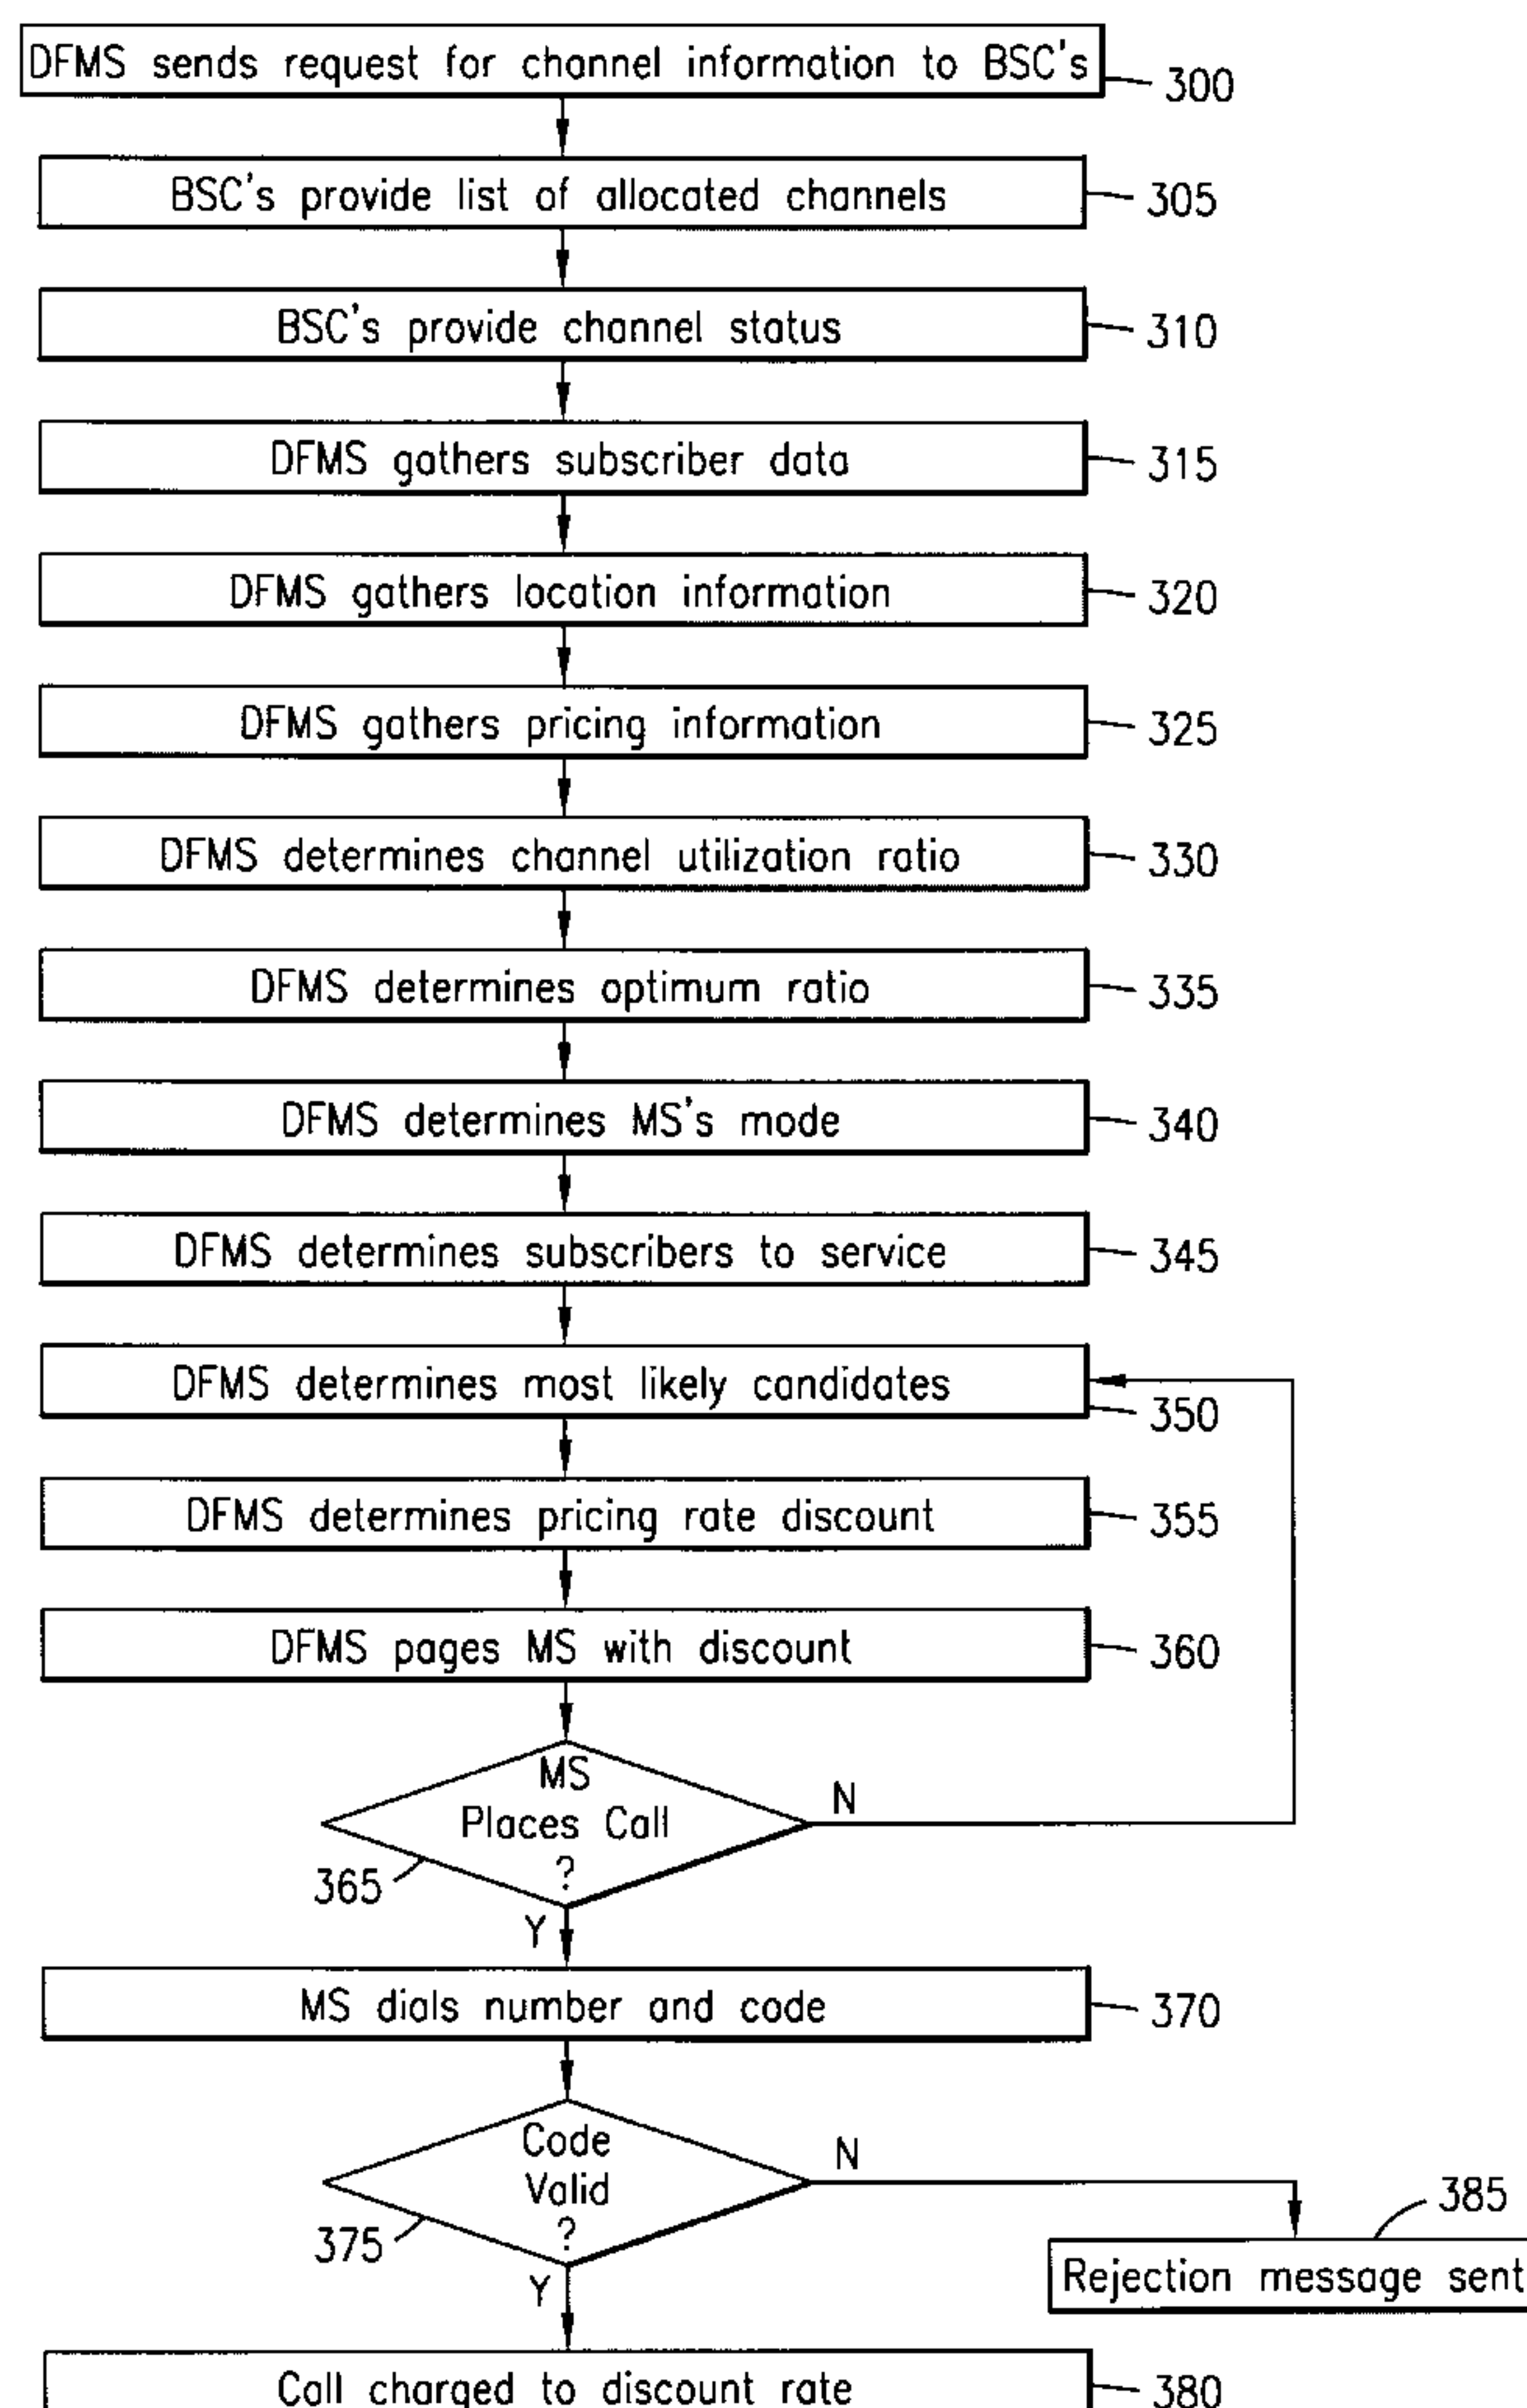 DFMS sends request for channel information to BSC's
300
BSC's provide list of allocated channels
305
BSC's provide channel status
310
DFMS gathers subscriber data
315
DFMS gathers location information
320
DFMS gathers pricing information
325
DFMS determines channel utilization ratio
330
DFMS determines optimum ratio
335
DFMS determines MS's mode
340
DFMS determines subscribers to service
345
DFMS determines most likely candidates
350
DFMS determines pricing rate discount
355
DFMS pages MS with discount
360
MS
Places Call
?
N
365
Y
MS dials number and code
370
Code
Valid
?
N
375
Y
385
Rejection message sent
Call charged to discount rate
380